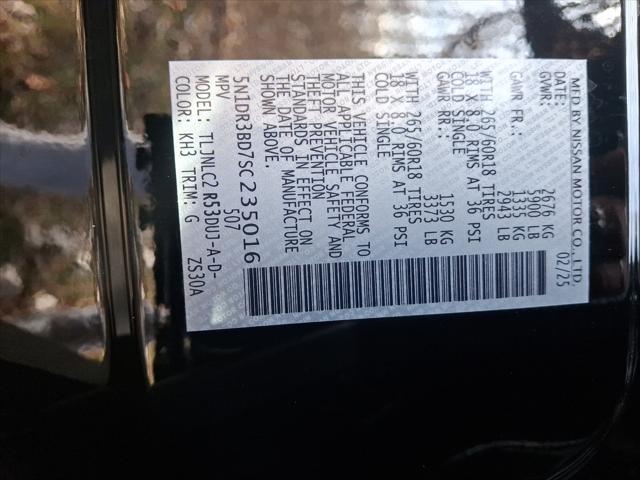 MFD BY NISSAN MOTOR CO., LTD.
DATE: 02/25
GVWR: 2676 KG
5900 LB
GAWR FR.: 1335 KG
2943 LB
WITH 265/60R18 TIRES
18 X 8.0 RIMS AT 36 PSI
COLD SINGLE
GAWR RR.: 1530 KG
3373 LB
WITH 265/60R18 TIRES
18 X 8.0 RIMS AT 36 PSI
COLD SINGLE
THIS VEHICLE CONFORMS TO
ALL APPLICABLE FEDERAL
MOTOR VEHICLE SAFETY AND
THEFT PREVENTION
STANDARDS IN EFFECT ON
THE DATE OF MANUFACTURE
SHOWN ABOVE.
5N1DR3BD7SC235016
MPV 507
MODEL: TLJNLC2 R53DUJ-A-D-
ZS30A
COLOR: KH3 TRIM: G